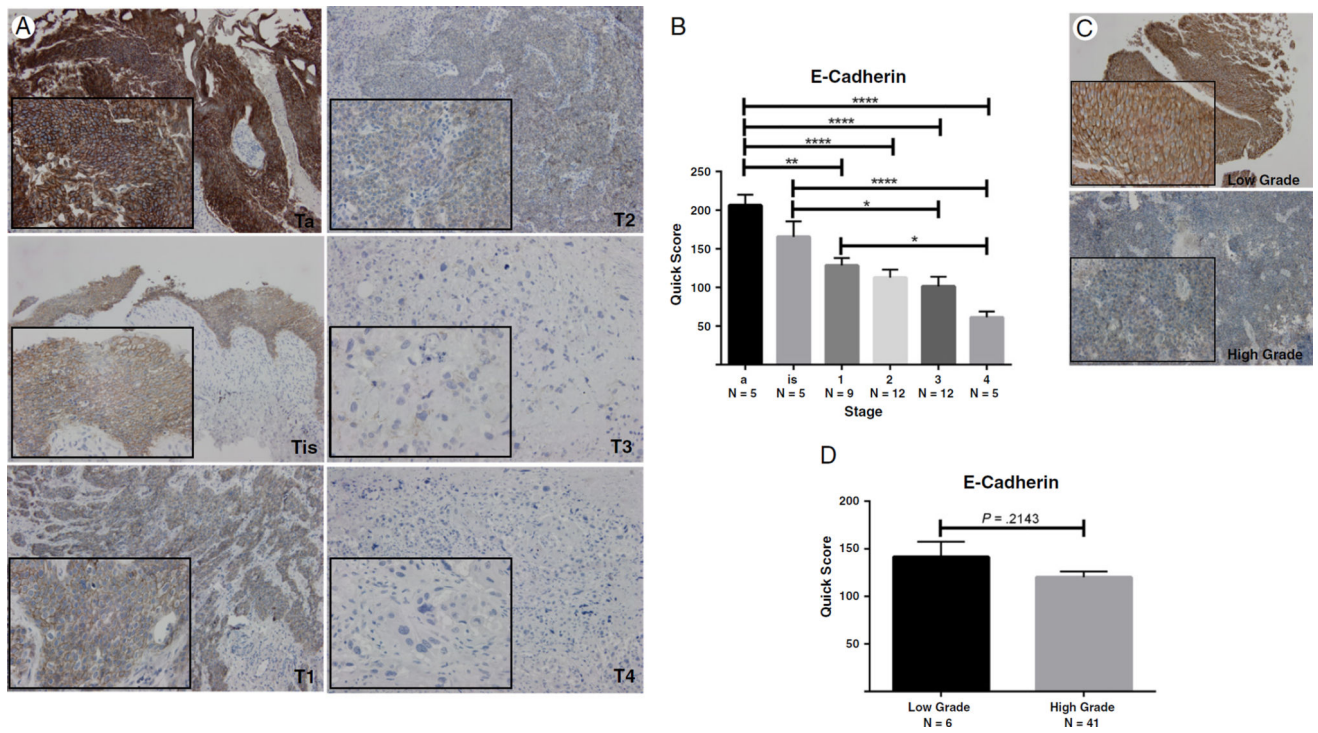 A
Ta
T2
Tis
T3
T1
T4
B
E-Cadherin
****
****
****
**
****
*
*
250
200
150
100
50
Quick Score
a is 1 2 3 4
N = 5 N = 5 N = 9 N = 12 N = 12 N = 5
Stage
C
Low Grade
High Grade
D
E-Cadherin
P = .2143
200
150
100
50
Quick Score
Low Grade High Grade
N = 6 N = 41